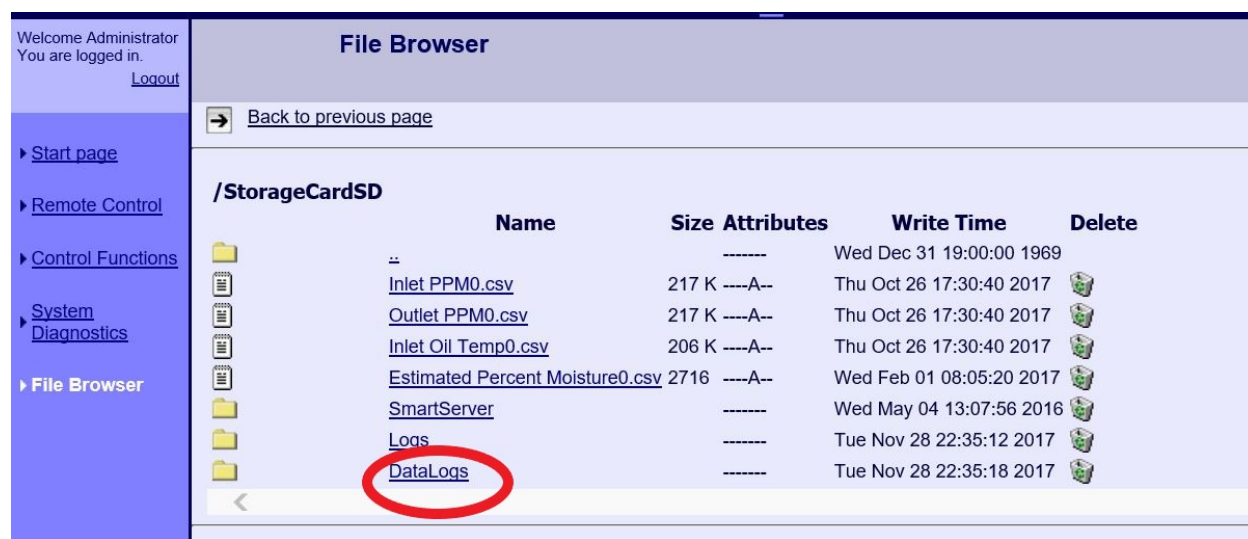 Welcome Administrator
You are logged in.
Logout
File Browser
Back to previous page
Start page
Remote Control
Control Functions
System
Diagnostics
File Browser
/StorageCardSD
Name Size Attributes Write Time Delete
.. ------- Wed Dec 31 19:00:00 1969
Inlet PPM0.csv 217 K ----A-- Thu Oct 26 17:30:40 2017
Outlet PPM0.csv 217 K ----A-- Thu Oct 26 17:30:40 2017
Inlet Oil Temp0.csv 206 K ----A-- Thu Oct 26 17:30:40 2017
Estimated Percent Moisture0.csv 2716 ----A-- Wed Feb 01 08:05:20 2017
SmartServer ------- Wed May 04 13:07:56 2016
Logs ------- Tue Nov 28 22:35:12 2017
DataLogs ------- Tue Nov 28 22:35:18 2017